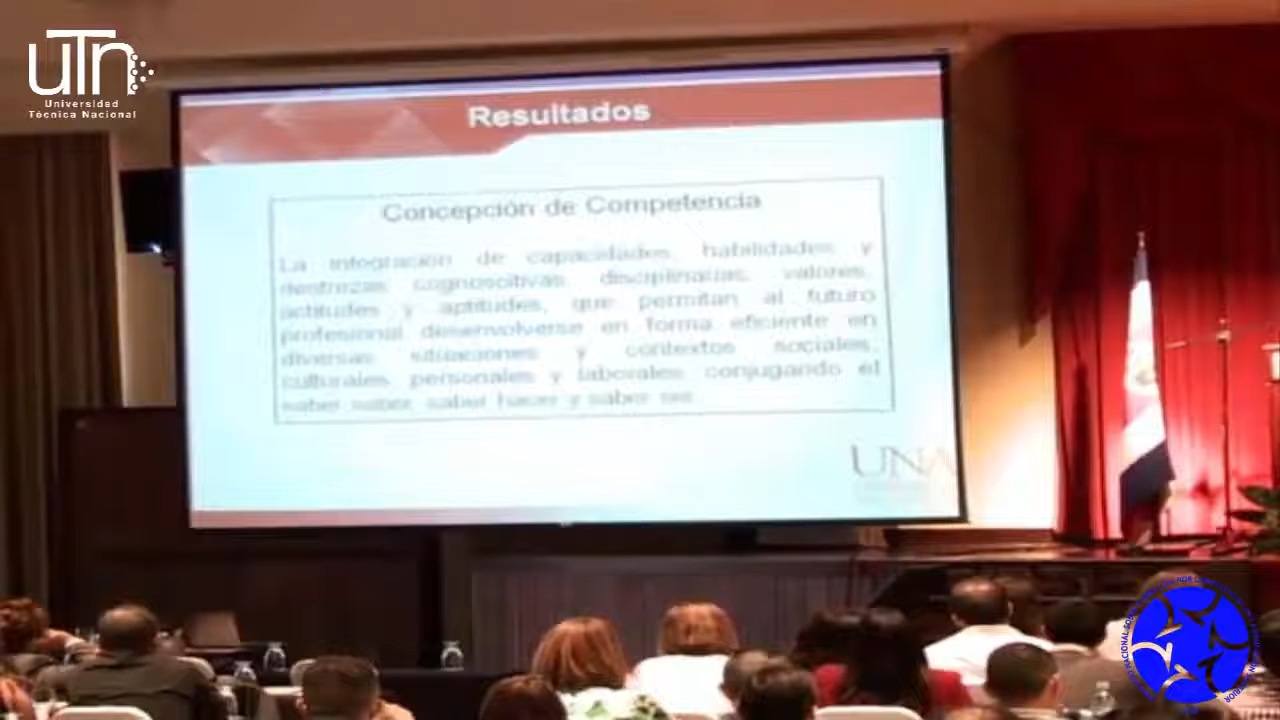 uTn
Universidad
Técnica Nacional
Resultados
Concepción de Competencia
La integración de capacidades, habilidades y
destrezas cognoscitivas, disciplinarias, valores,
actitudes y aptitudes, que permitan al futuro
profesional desenvolverse en forma eficiente en
diversas situaciones y contextos sociales,
culturales, personales y laborales, conjugando el
saber saber, saber hacer y saber ser.
UNA